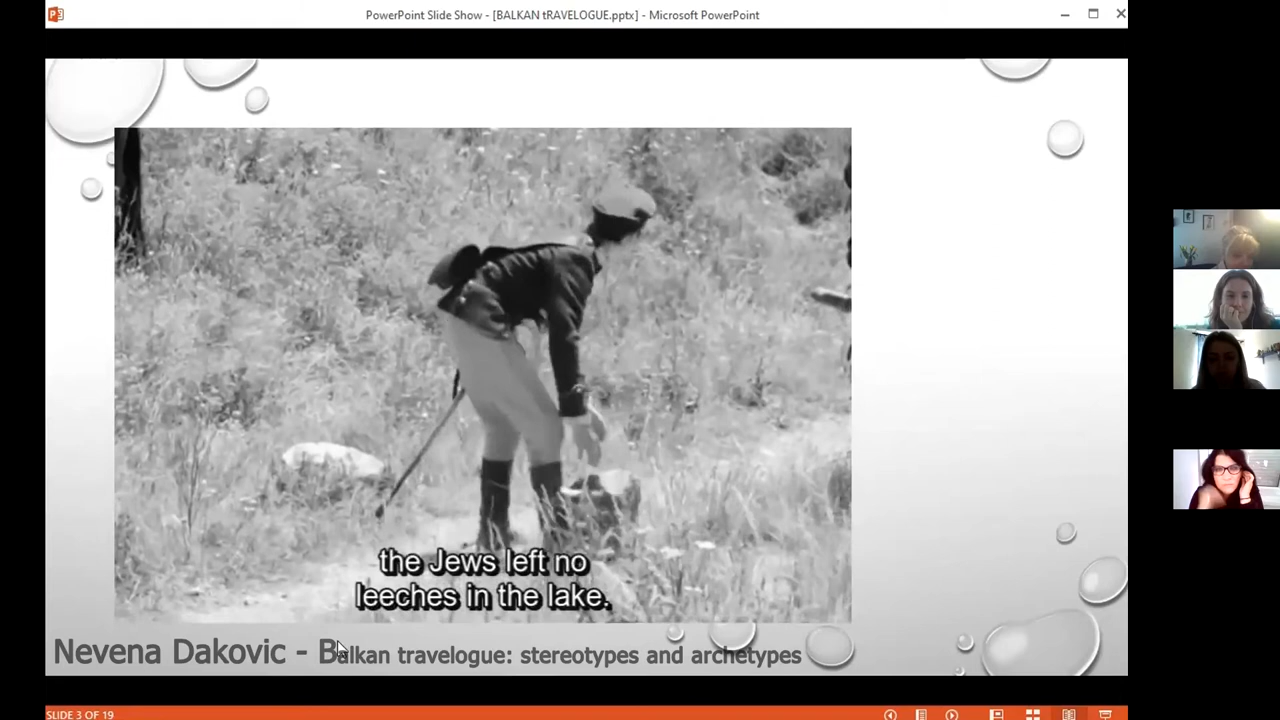 PowerPoint Slide Show - [BALKAN tRAVELOGUE.pptx] - Microsoft PowerPoint
the Jews left no
leeches in the lake.
Nevena Dakovic - Balkan travelogue: stereotypes and archetypes
SLIDE 3 OF 19